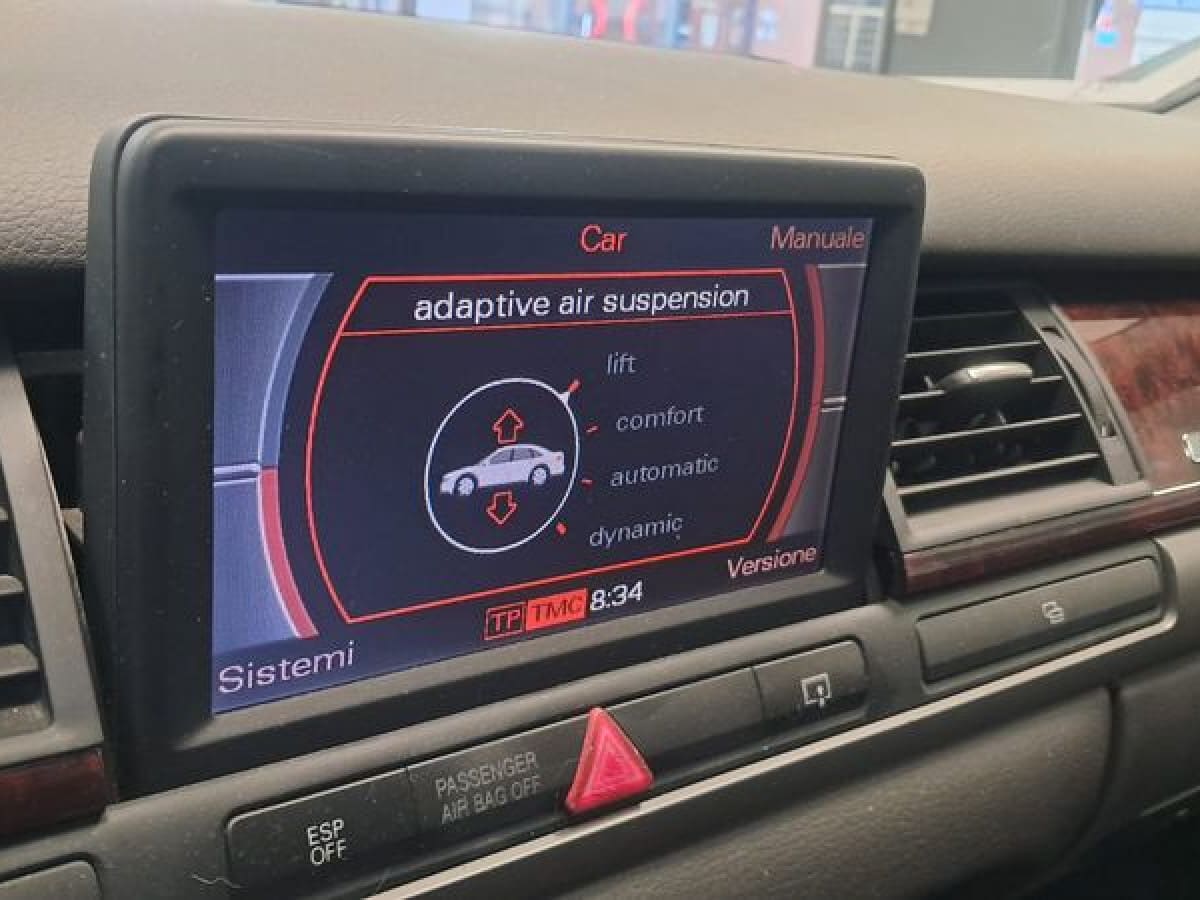 Car
Manuale
adaptive air suspension
lift
comfort
automatic
dynamic
Versione
TP TMC 8:34
Sistemi
PASSENGER
AIR BAG OFF
ESP
OFF